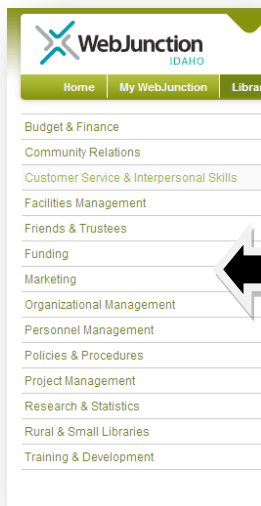 WebJunction
IDAHO
Home My WebJunction
Budget & Finance
Community Relations
Customer Service & Interpersonal Skills
Facilities Management
Friends & Trustees
Funding
Marketing
Organizational Management
Personnel Management
Policies & Procedures
Project Management
Research & Statistics
Rural & Small Libraries
Training & Development